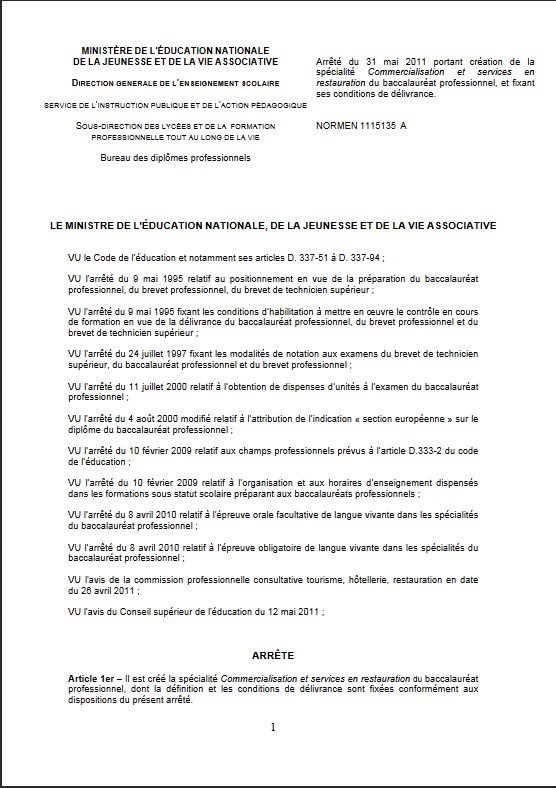 MINISTÈRE DE L'ÉDUCATION NATIONALE
DE LA JEUNESSE ET DE LA VIE ASSOCIATIVE
DIRECTION GENERALE DE L'ENSEIGNEMENT SCOLAIRE
SERVICE DE L'INSTRUCTION PUBLIQUE ET DE L'ACTION PÉDAGOGIQUE
SOUS-DIRECTION DES LYCÉES ET DE LA FORMATION
PROFESSIONNELLE TOUT AU LONG DE LA VIE
Bureau des diplômes professionnels
Arrêté du 31 mai 2011 portant création de la
spécialité Commercialisation et services en
restauration du baccalauréat professionnel, et fixant
ses conditions de délivrance.
NORMEN 1115135 A
LE MINISTRE DE L'ÉDUCATION NATIONALE, DE LA JEUNESSE ET DE LA VIE ASSOCIATIVE
VU le Code de l'éducation et notamment ses articles D. 337-51 à D. 337-94 ;
VU l'arrêté du 9 mai 1995 relatif au positionnement en vue de la préparation du baccalauréat
professionnel, du brevet professionnel, du brevet de technicien supérieur ;
VU l'arrêté du 9 mai 1995 fixant les conditions d'habilitation à mettre en œuvre le contrôle en cours
de formation en vue de la délivrance du baccalauréat professionnel, du brevet professionnel et du
brevet de technicien supérieur ;
VU l'arrêté du 24 juillet 1997 fixant les modalités de notation aux examens du brevet de technicien
supérieur, du baccalauréat professionnel et du brevet professionnel ;
VU l'arrêté du 11 juillet 2000 relatif à l'obtention de dispenses d'unités à l'examen du baccalauréat
professionnel ;
VU l'arrêté du 4 août 2000 modifié relatif à l'attribution de l'indication « section européenne » sur le
diplôme du baccalauréat professionnel ;
VU l'arrêté du 10 février 2009 relatif aux champs professionnels prévus à l'article D.333-2 du code
de l'éducation ;
VU l'arrêté du 10 février 2009 relatif à l'organisation et aux horaires d'enseignement dispensés
dans les formations sous statut scolaire préparant aux baccalauréats professionnels ;
VU l'arrêté du 8 avril 2010 relatif à l'épreuve orale facultative de langue vivante dans les spécialités
du baccalauréat professionnel ;
VU l'arrêté du 8 avril 2010 relatif à l'épreuve obligatoire de langue vivante dans les spécialités du
baccalauréat professionnel ;
VU l'avis de la commission professionnelle consultative tourisme, hôtellerie, restauration en date
du 26 avril 2011 ;
VU l'avis du Conseil supérieur de l'éducation du 12 mai 2011 ;
ARRÊTE
Article 1er – Il est créé la spécialité Commercialisation et services en restauration du baccalauréat
professionnel, dont la définition et les conditions de délivrance sont fixées conformément aux
dispositions du présent arrêté.
1